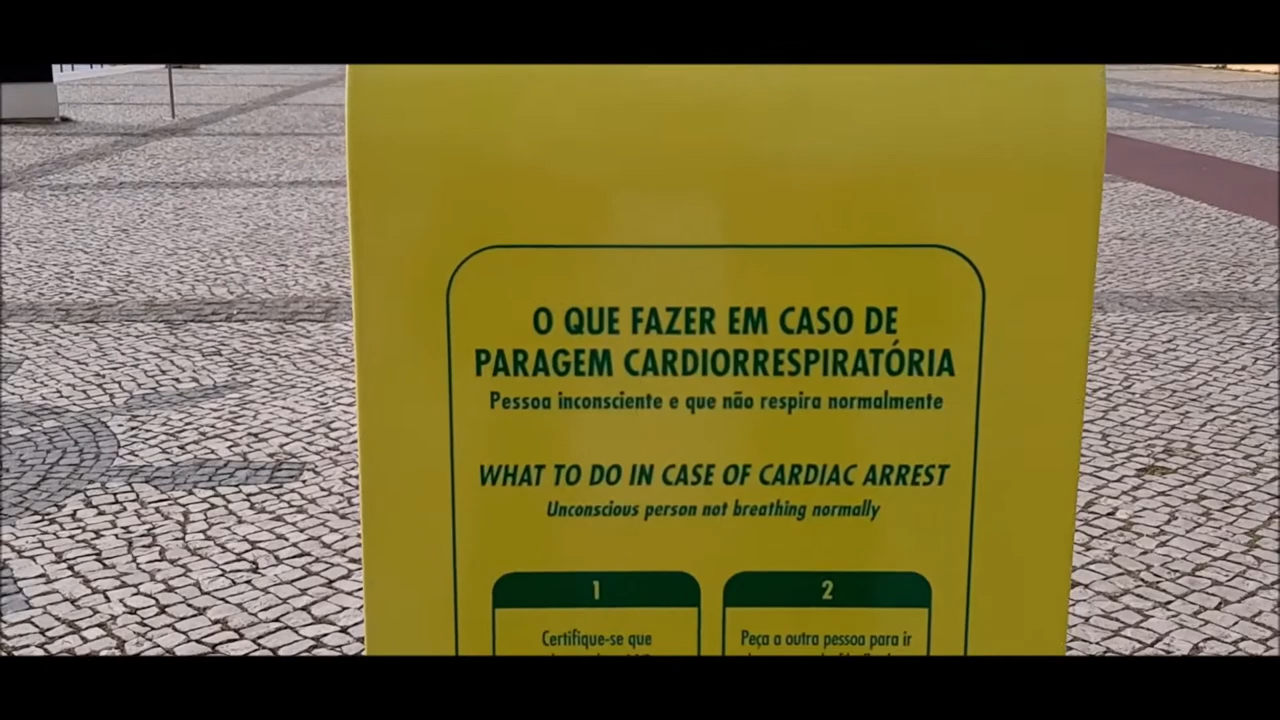 O QUE FAZER EM CASO DE
PARAGEM CARDIORRESPIRATÓRIA
Pessoa inconsciente e que não respira normalmente
WHAT TO DO IN CASE OF CARDIAC ARREST
Unconscious person not breathing normally
1
Certifique-se que
2
Peça a outra pessoa para ir